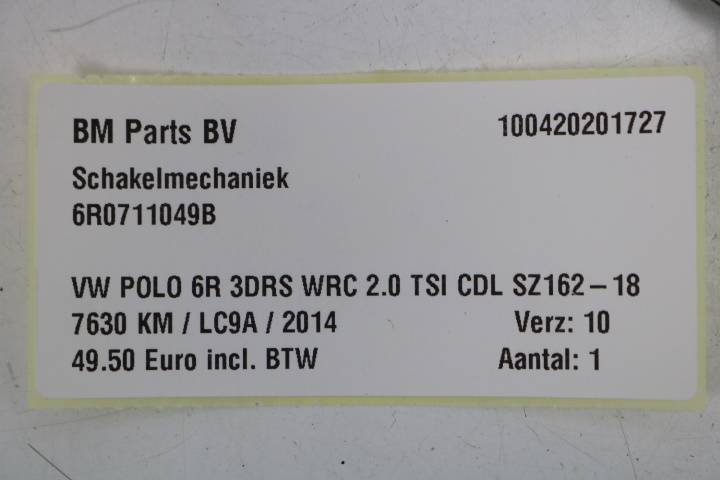 BM Parts BV 100420201727
Schakelmechaniek
6R0711049B
VW POLO 6R 3DRS WRC 2.0 TSI CDL SZ162-18
7630 KM / LC9A / 2014 Verz: 10
49.50 Euro incl. BTW Aantal: 1